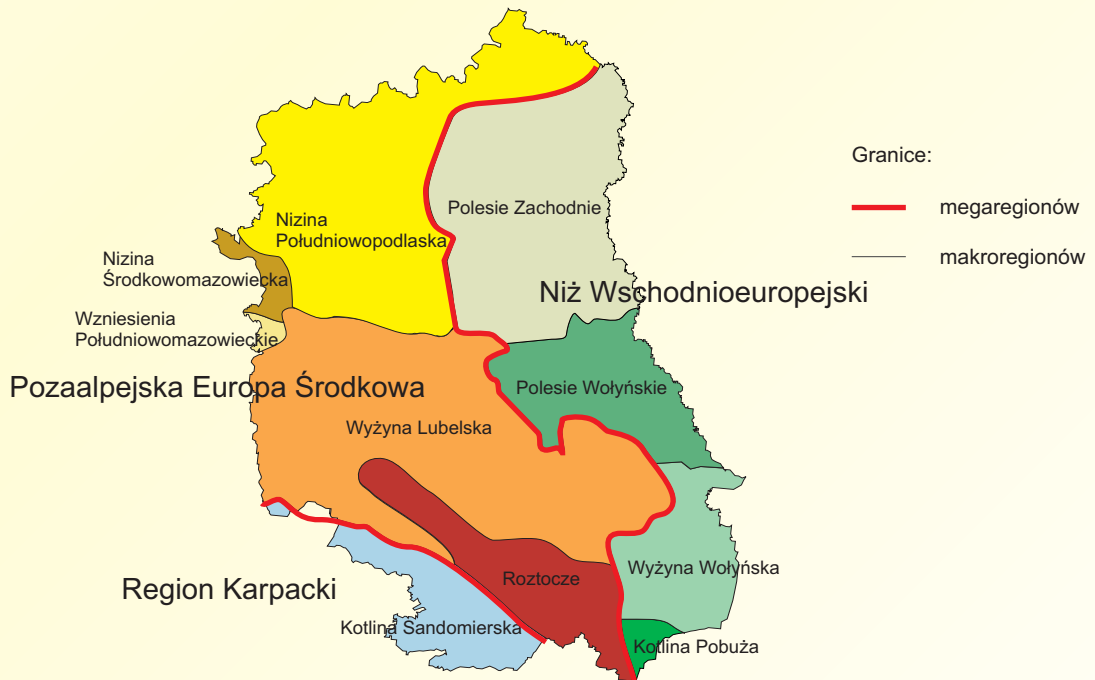 Granice:
megaregionów
makroregionów
Polesie Zachodnie
Nizina
Południowopodlaska
Nizina
Środkowomazowiecka
Niż Wschodnioeuropejski
Wzniesienia
Południowomazowieckie
Pozaalpejska Europa Środkowa
Polesie Wołyńskie
Wyżyna Lubelska
Wyżyna Wołyńska
Roztocze
Region Karpacki
Kotlina Sandomierska
Kotlina Pobuża